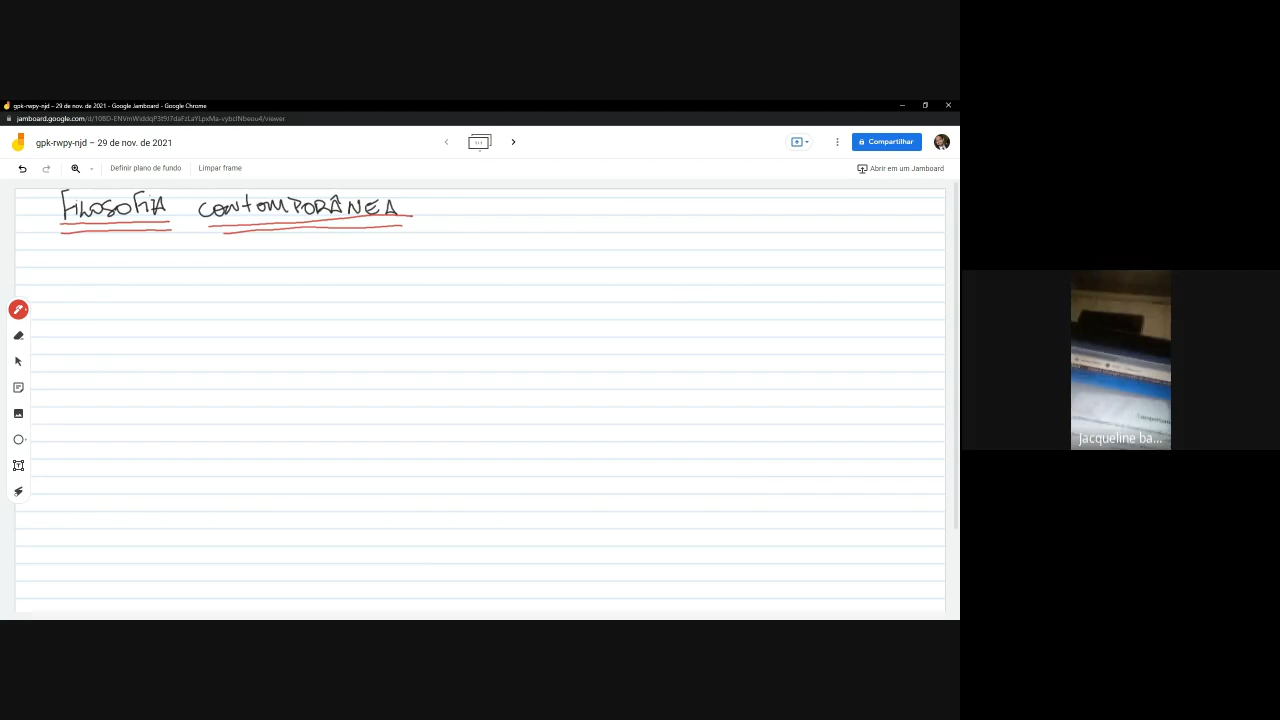 gpk-rwpy-njd – 29 de nov. de 2021 - Google Jamboard - Google Chrome
gpk-rwpy-njd – 29 de nov. de 2021
Compartilhar
Definir plano de fundo Limpar frame
Abrir em um Jamboard
FILOSOFIA CONTOMPORÂNEA
Jacqueline ba...